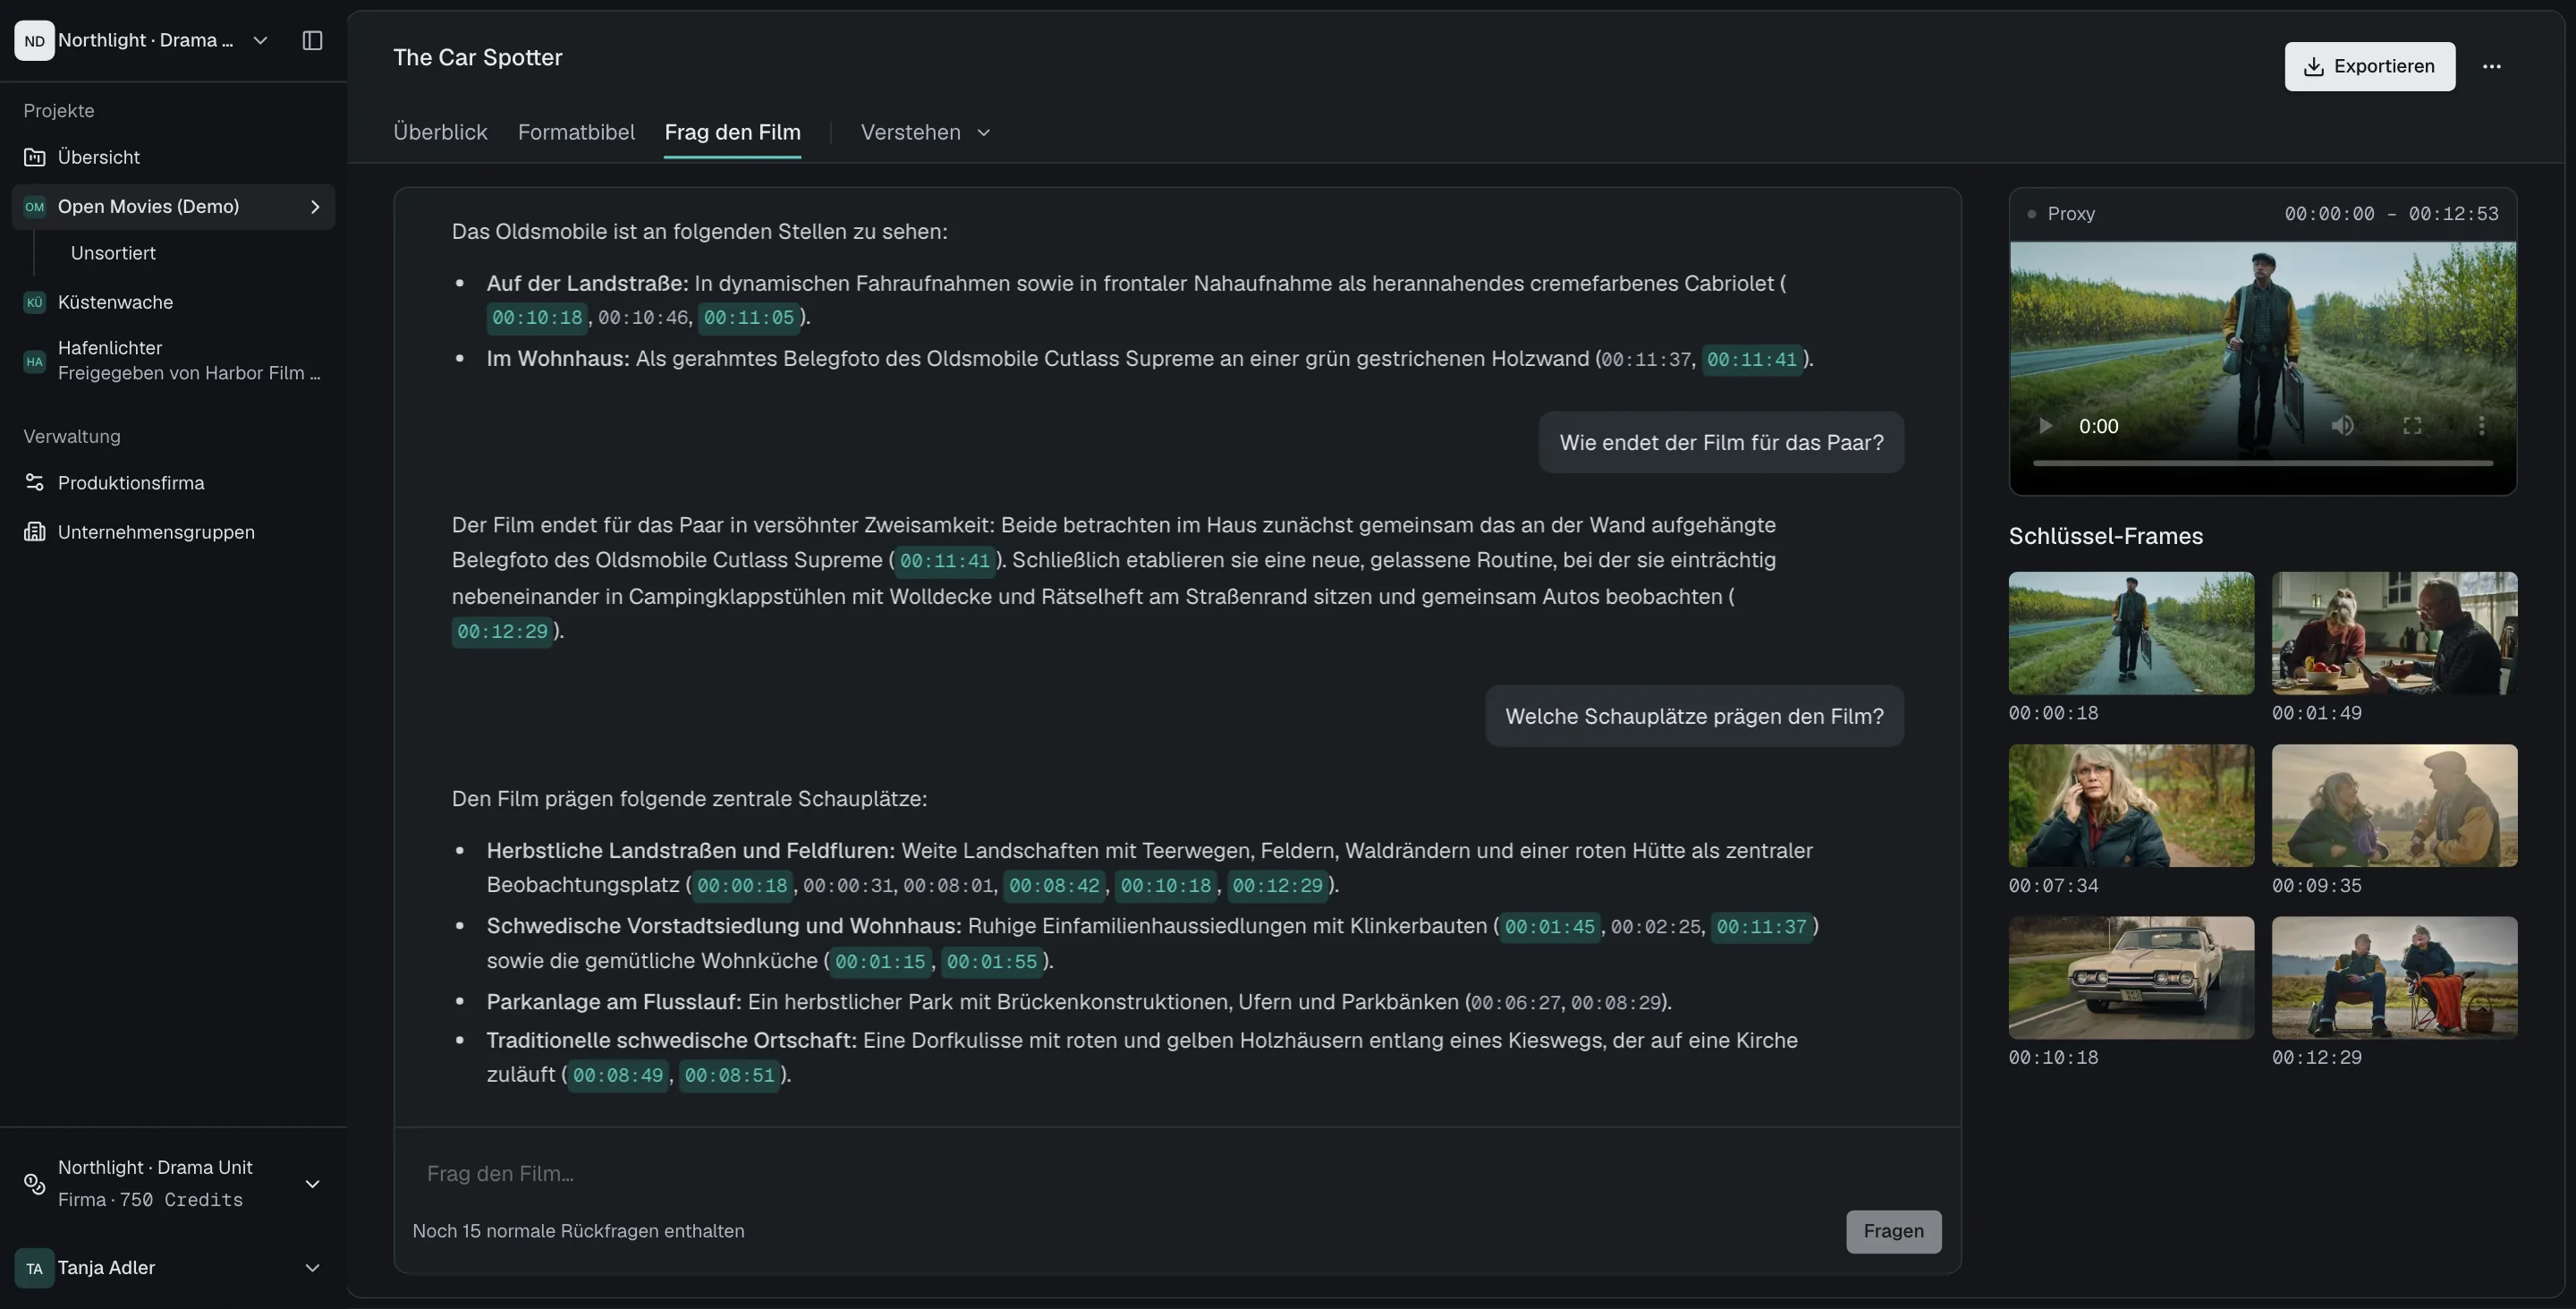 ND Northlight · Drama ...
Projekte
Übersicht
OM Open Movies (Demo)
Unsortiert
KÜ Küstenwache
HA Hafenlichter
Freigegeben von Harbor Film ...
Verwaltung
Produktionsfirma
Unternehmensgruppen
Northlight · Drama Unit
Firma · 750 Credits
TA Tanja Adler
The Car Spotter
Exportieren
Überblick Formatbibel Frag den Film Verstehen
Das Oldsmobile ist an folgenden Stellen zu sehen:
• Auf der Landstraße: In dynamischen Fahraufnahmen sowie in frontaler Nahaufnahme als herannahendes cremefarbenes Cabriolet (
00:10:18, 00:10:46, 00:11:05).
• Im Wohnhaus: Als gerahmtes Belegfoto des Oldsmobile Cutlass Supreme an einer grün gestrichenen Holzwand (00:11:37, 00:11:41).
Wie endet der Film für das Paar?
Der Film endet für das Paar in versöhnter Zweisamkeit: Beide betrachten im Haus zunächst gemeinsam das an der Wand aufgehängte
Belegfoto des Oldsmobile Cutlass Supreme (00:11:41). Schließlich etablieren sie eine neue, gelassene Routine, bei der sie einträchtig
nebeneinander in Campingklappstühlen mit Wolldecke und Rätselheft am Straßenrand sitzen und gemeinsam Autos beobachten (
00:12:29).
Welche Schauplätze prägen den Film?
Den Film prägen folgende zentrale Schauplätze:
• Herbstliche Landstraßen und Feldfluren: Weite Landschaften mit Teerwegen, Feldern, Waldrändern und einer roten Hütte als zentraler
Beobachtungsplatz (00:00:18, 00:00:31, 00:08:01, 00:08:42, 00:10:18, 00:12:29).
• Schwedische Vorstadtsiedlung und Wohnhaus: Ruhige Einfamilienhaussiedlungen mit Klinkerbauten (00:01:45, 00:02:25, 00:11:37)
sowie die gemütliche Wohnküche (00:01:15, 00:01:55).
• Parkanlage am Flusslauf: Ein herbstlicher Park mit Brückenkonstruktionen, Ufern und Parkbänken (00:06:27, 00:08:29).
• Traditionelle schwedische Ortschaft: Eine Dorfkulisse mit roten und gelben Holzhäusern entlang eines Kieswegs, der auf eine Kirche
zuläuft (00:08:49, 00:08:51).
Frag den Film...
Noch 15 normale Rückfragen enthalten
Fragen
Proxy 00:00:00 - 00:12:53
0:00
Schlüssel-Frames
00:00:18 00:01:49
00:07:34 00:09:35
00:10:18 00:12:29